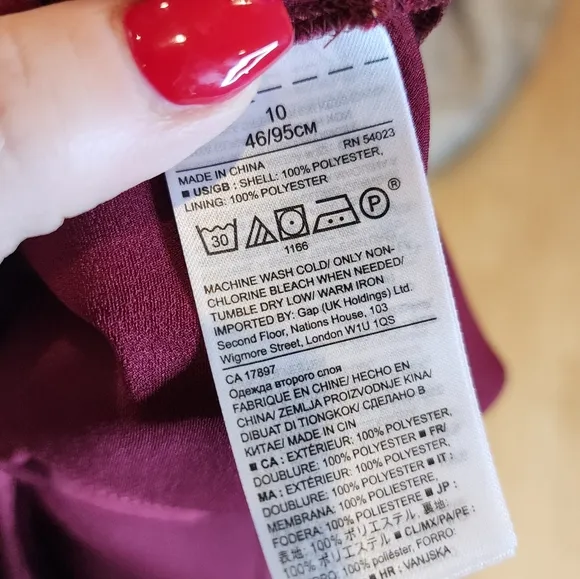 10
46/95CM
RN 54023
MADE IN CHINA
■ US/GB : SHELL: 100% POLYESTER,
LINING: 100% POLYESTER
30 P ®
1166
MACHINE WASH COLD/ ONLY NON-
CHLORINE BLEACH WHEN NEEDED/
TUMBLE DRY LOW/ WARM IRON
IMPORTED BY: Gap (UK Holdings) Ltd.
Second Floor, Nations House, 103
Wigmore Street, London W1U 1QS
CA 17897
Одежда второго слоя
FABRIQUE EN CHINE/ HECHO EN
CHINA/ ZEMLJA PROIZVODNJE KINA/
DIBUAT DI TIONGKOK/ СДЕЛАНО В
КИТАЕ/ MADE IN CIN
■ CA : EXTÉRIEUR: 100% POLYESTER,
DOUBLURE: 100% POLYESTER ■ FR/
MA : EXTÉRIEUR: 100% POLYESTER,
DOUBLURE: 100% POLYESTER ■ IT :
MEMBRANA: 100% POLIESTERE,
FODERA: 100% POLIESTERE ■ JP :
表地: 100% ポリエステル, 裏地:
100% ポリエステル ■ CL/MX/PA/PE :
100% poliéster, FORRO:
■ HR : VANJSKA